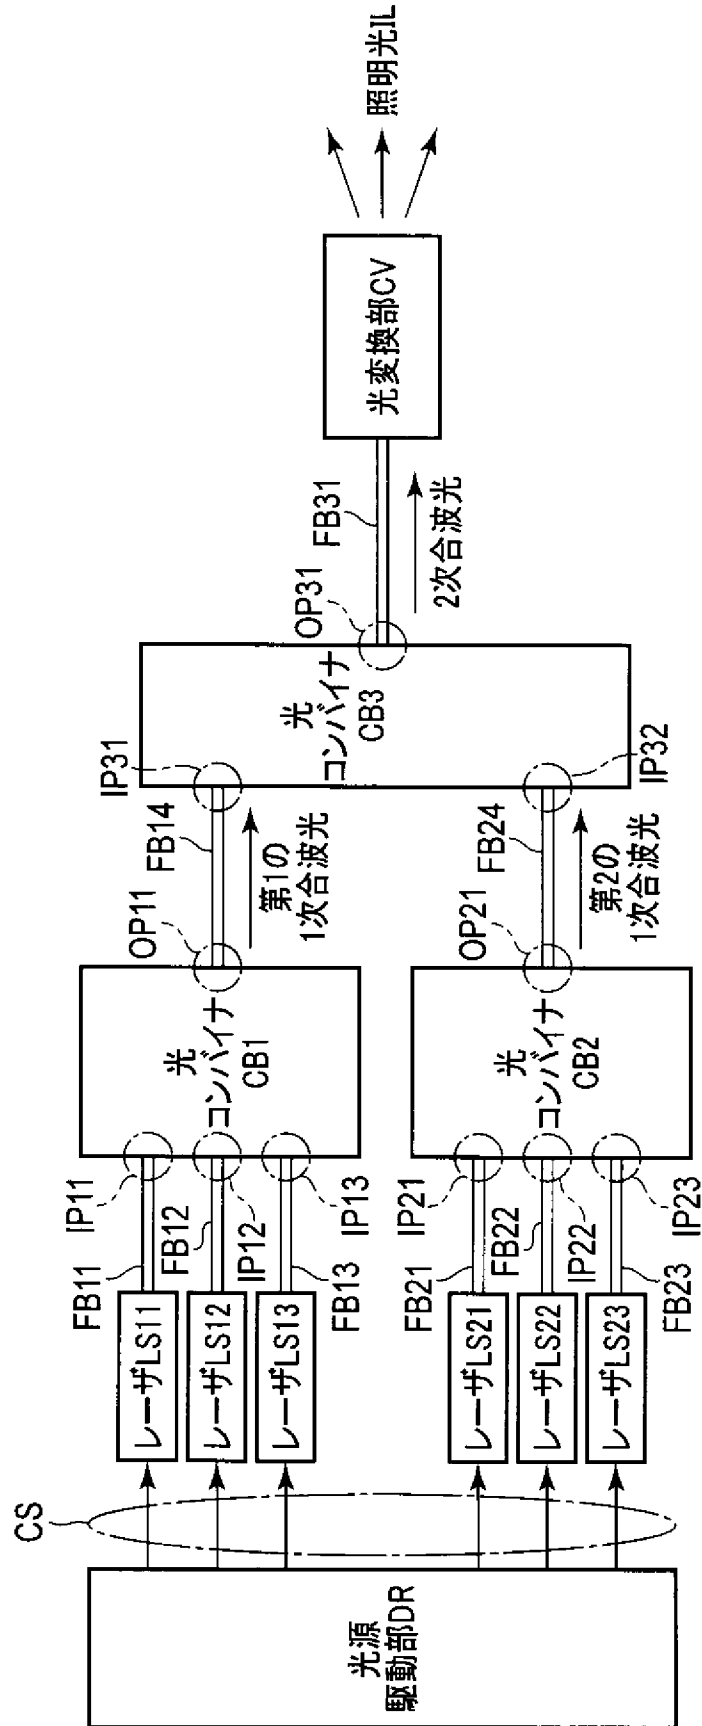 CS
光源
駆動部DR
レーザLS11
レーザLS12
レーザLS13
レーザLS21
レーザLS22
レーザLS23
FB11
FB12
FB13
FB21
FB22
FB23
IP11
IP12
IP13
IP21
IP22
IP23
光
コンバイナ
CB1
光
コンバイナ
CB2
OP11
OP21
FB14
FB24
第1の
1次合波光
第2の
1次合波光
IP31
IP32
光
コンバイナ
CB3
OP31
FB31
2次合波光
光変換部CV
照明光IL